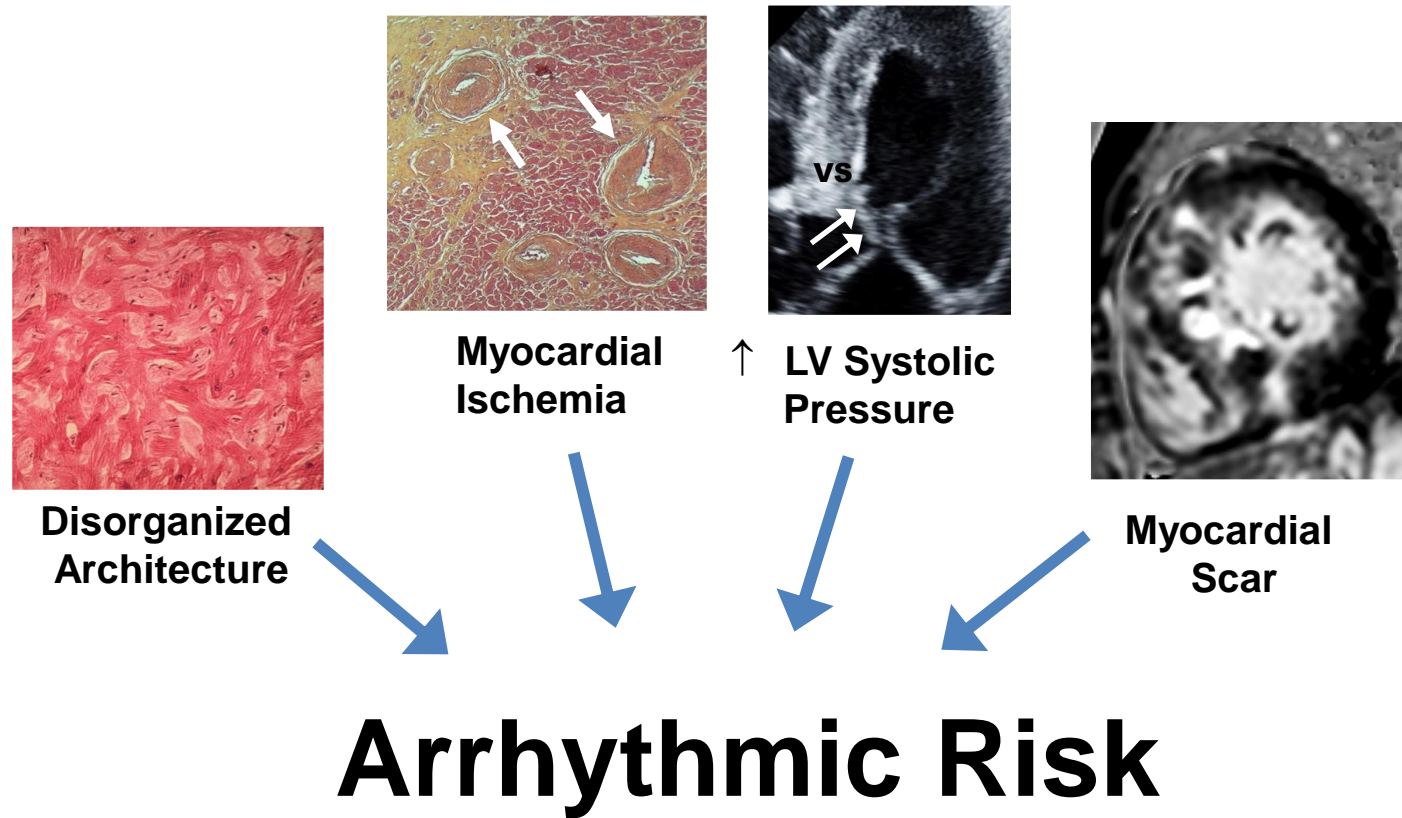 vs
Myocardial
Ischemia
↑ LV Systolic
Pressure
Disorganized
Architecture
Myocardial
Scar
Arrhythmic Risk